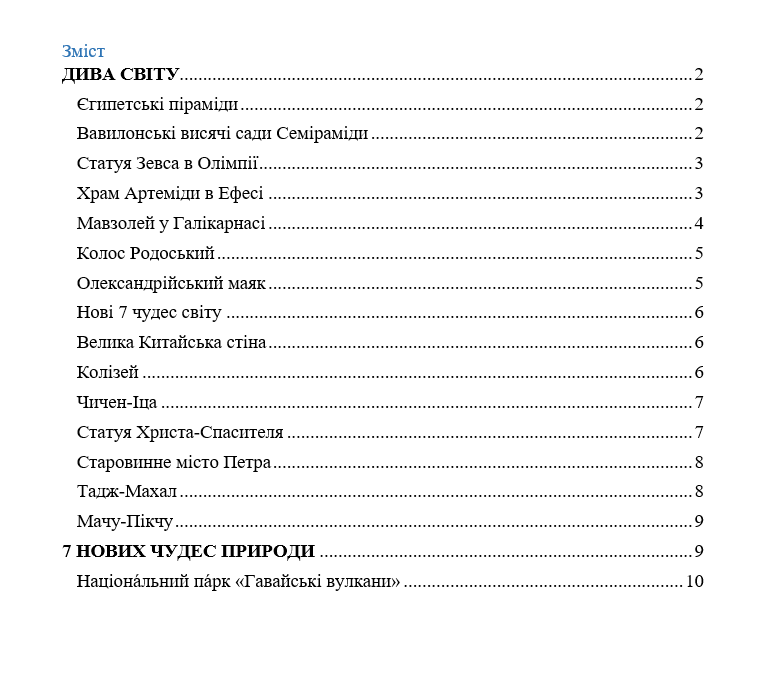 Зміст
ДИВА СВІТУ....2
Єгипетські піраміди....2
Вавилонські висячі сади Семіраміди....2
Статуя Зевса в Олімпії....3
Храм Артеміди в Ефесі....3
Мавзолей у Галікарнасі....4
Колос Родоський....5
Олександрійський маяк....5
Нові 7 чудес світу....6
Велика Китайська стіна....6
Колізей....6
Чичен-Іца....7
Статуя Христа-Спасителя....7
Старовинне місто Петра....8
Тадж-Махал....8
Мачу-Пікчу....9
7 НОВИХ ЧУДЕС ПРИРОДИ....9
Націона́льний па́рк «Гавайські вулкани»....10